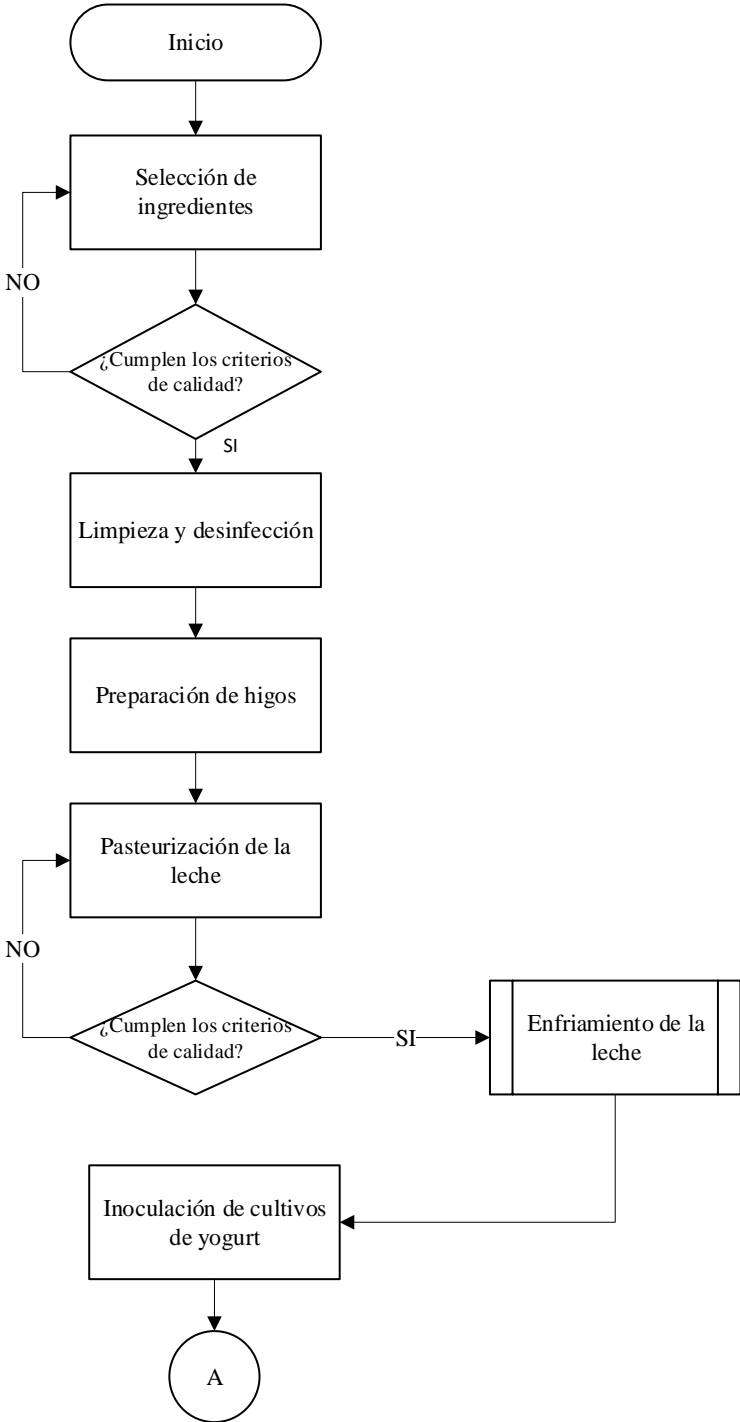 Inicio
Selección de
ingredientes
NO
¿Cumplen los criterios
de calidad?
SI
Limpieza y desinfección
Preparación de higos
Pasteurización de la
leche
NO
¿Cumplen los criterios
de calidad?
SI
Enfriamiento de la
leche
Inoculación de cultivos
de yogurt
A